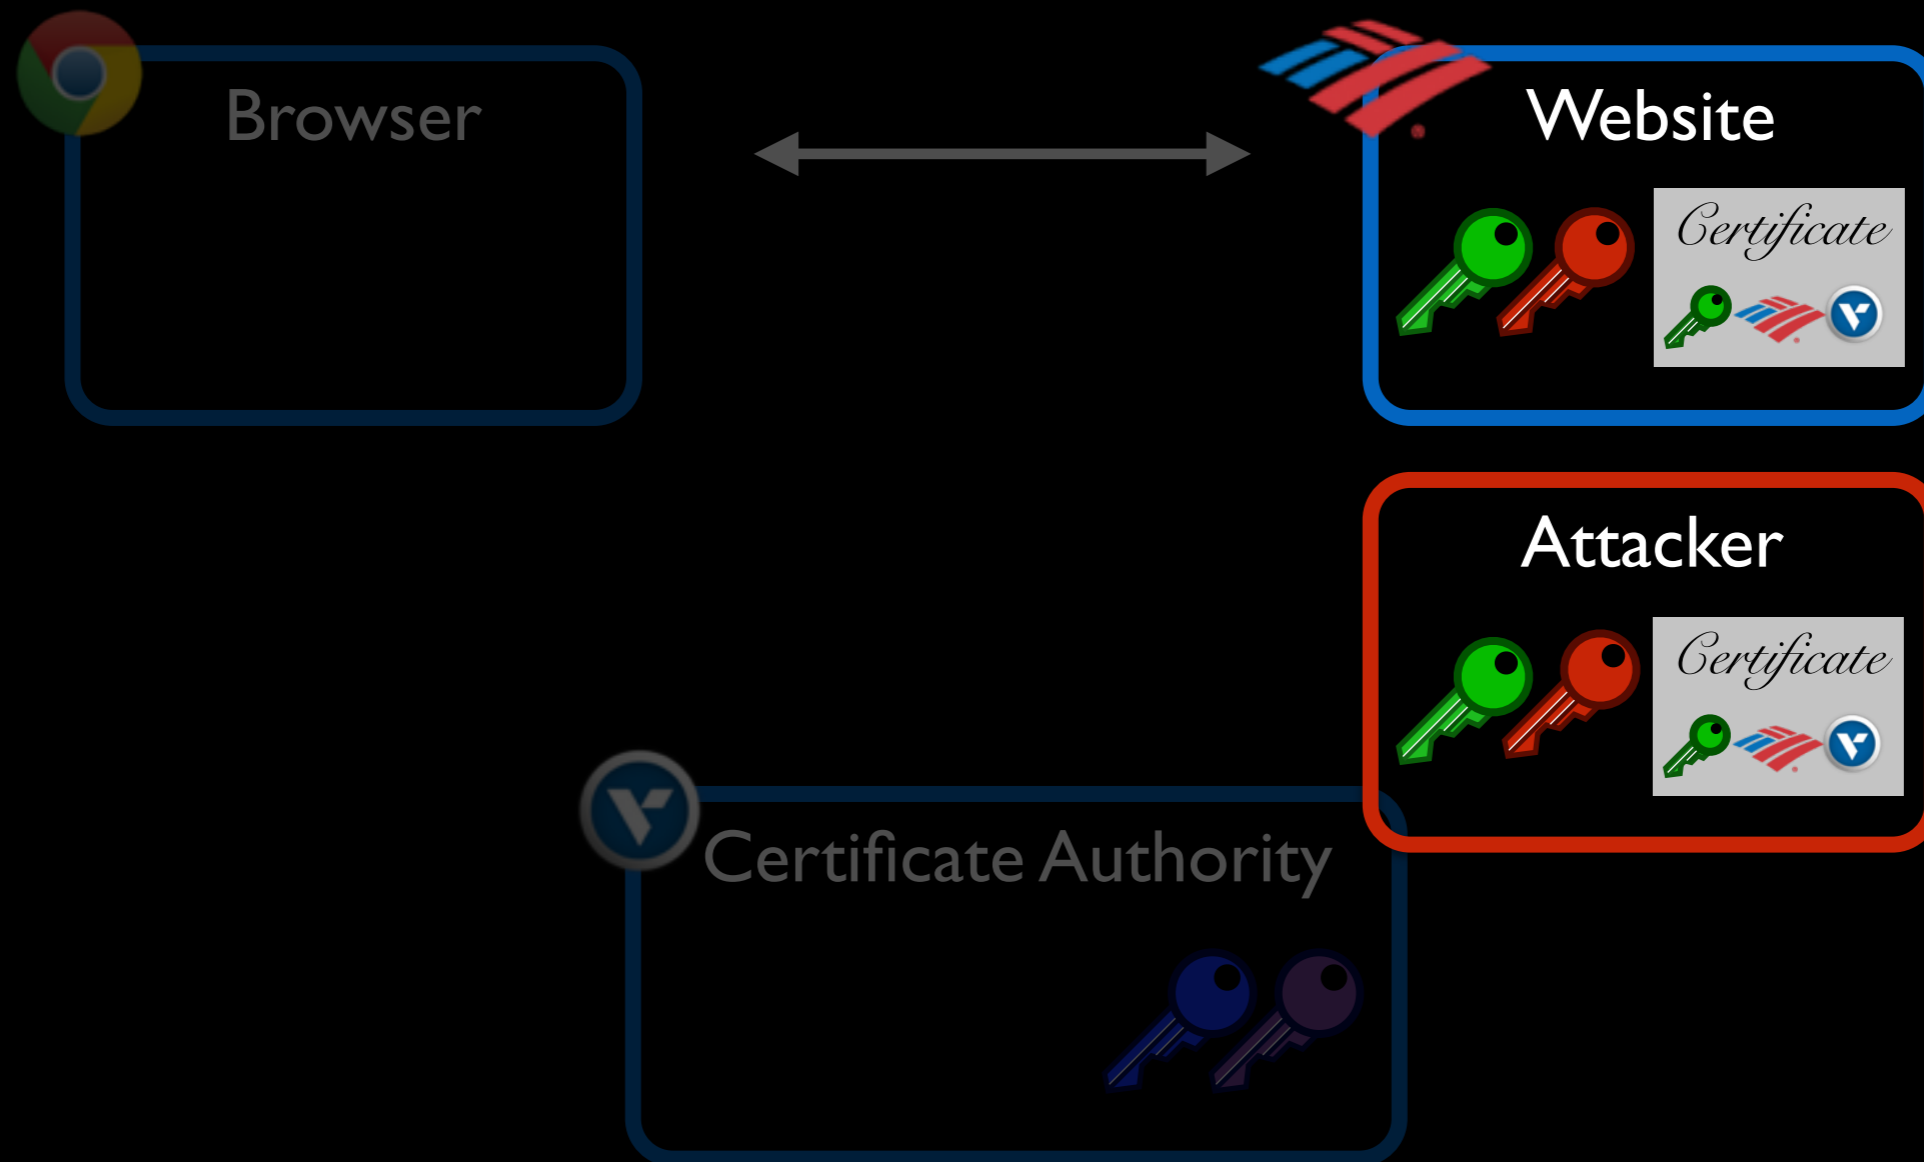 Browser
Website
Certificate
Attacker
Certificate
Certificate Authority